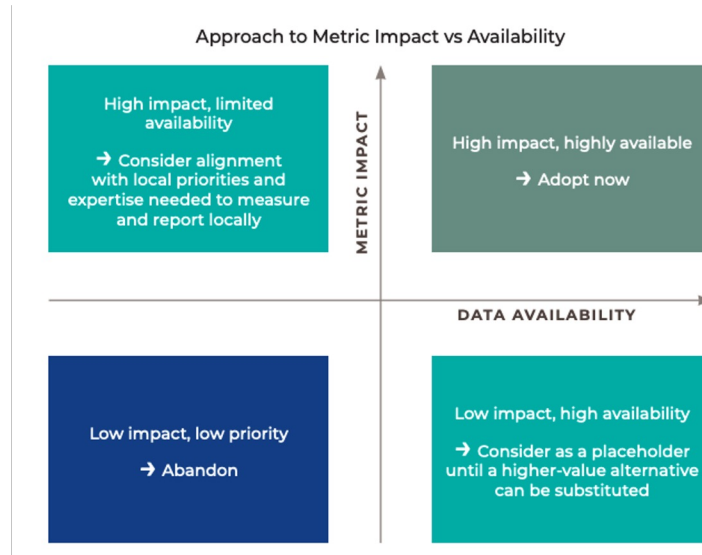 Approach to Metric Impact vs Availability
High impact, limited
availability
→ Consider alignment
with local priorities and
expertise needed to measure
and report locally
METRIC IMPACT
High impact, highly available
→ Adopt now
DATA AVAILABILITY
Low impact, low priority
→ Abandon
Low impact, high availability
→ Consider as a placeholder
until a higher-value alternative
can be substituted